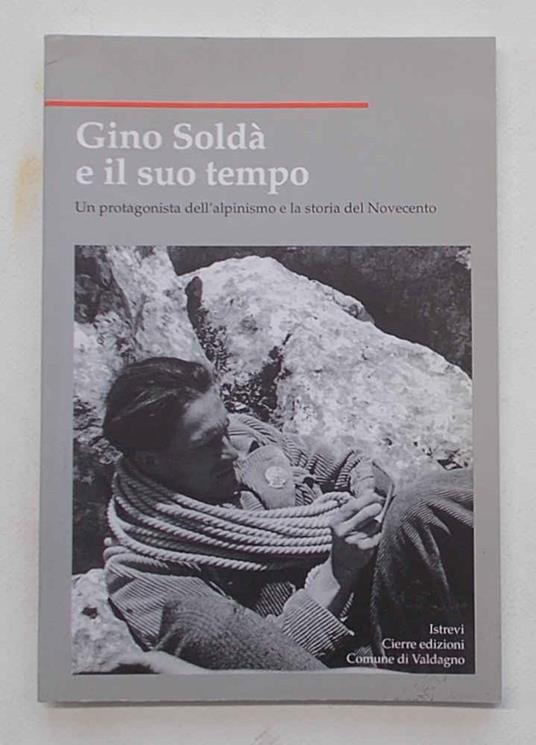 Gino Soldà
e il suo tempo
Un protagonista dell'alpinismo e la storia del Novecento
Istrevi
Cierre edizioni
Comune di Valdagno